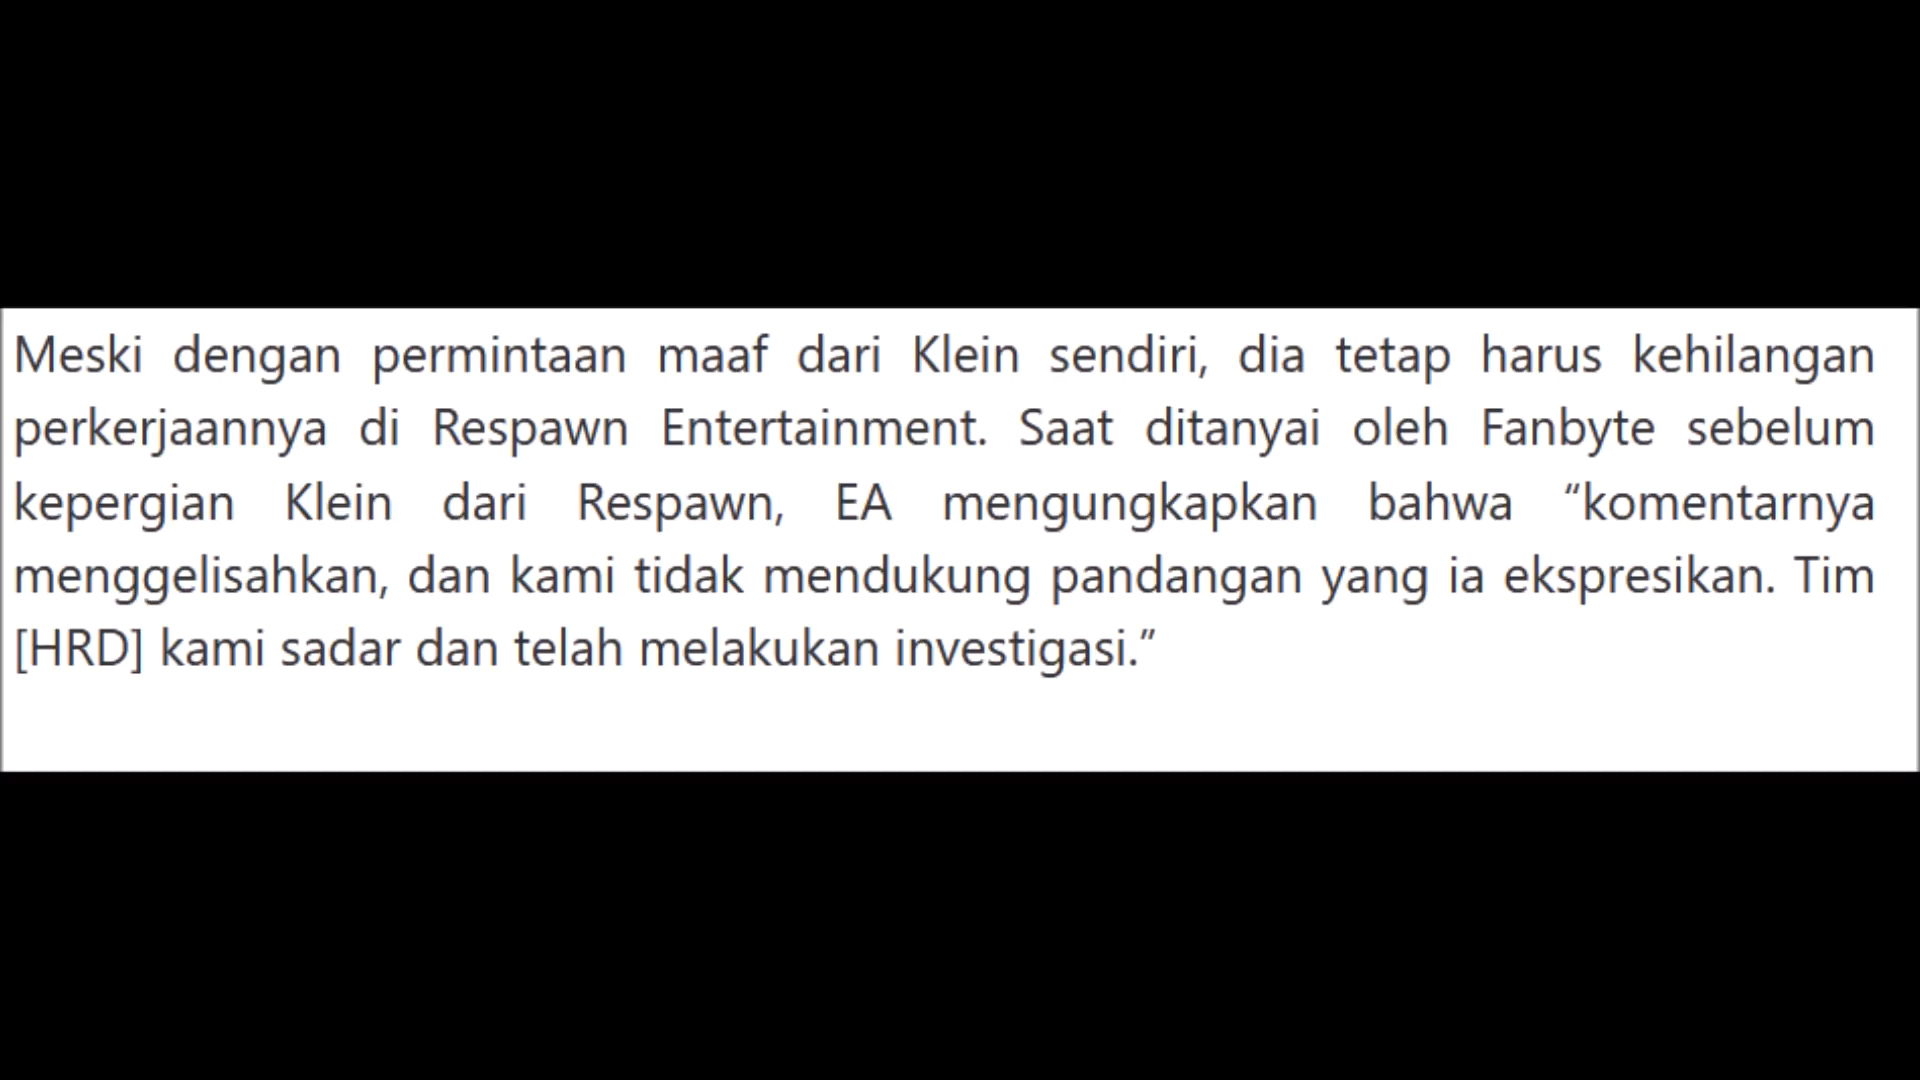 Meski dengan permintaan maaf dari Klein sendiri, dia tetap harus kehilangan
perkerjaannya di Respawn Entertainment. Saat ditanyai oleh Fanbyte sebelum
kepergian Klein dari Respawn, EA mengungkapkan bahwa “komentarnya
menggelisahkan, dan kami tidak mendukung pandangan yang ia ekspresikan. Tim
[HRD] kami sadar dan telah melakukan investigasi.”